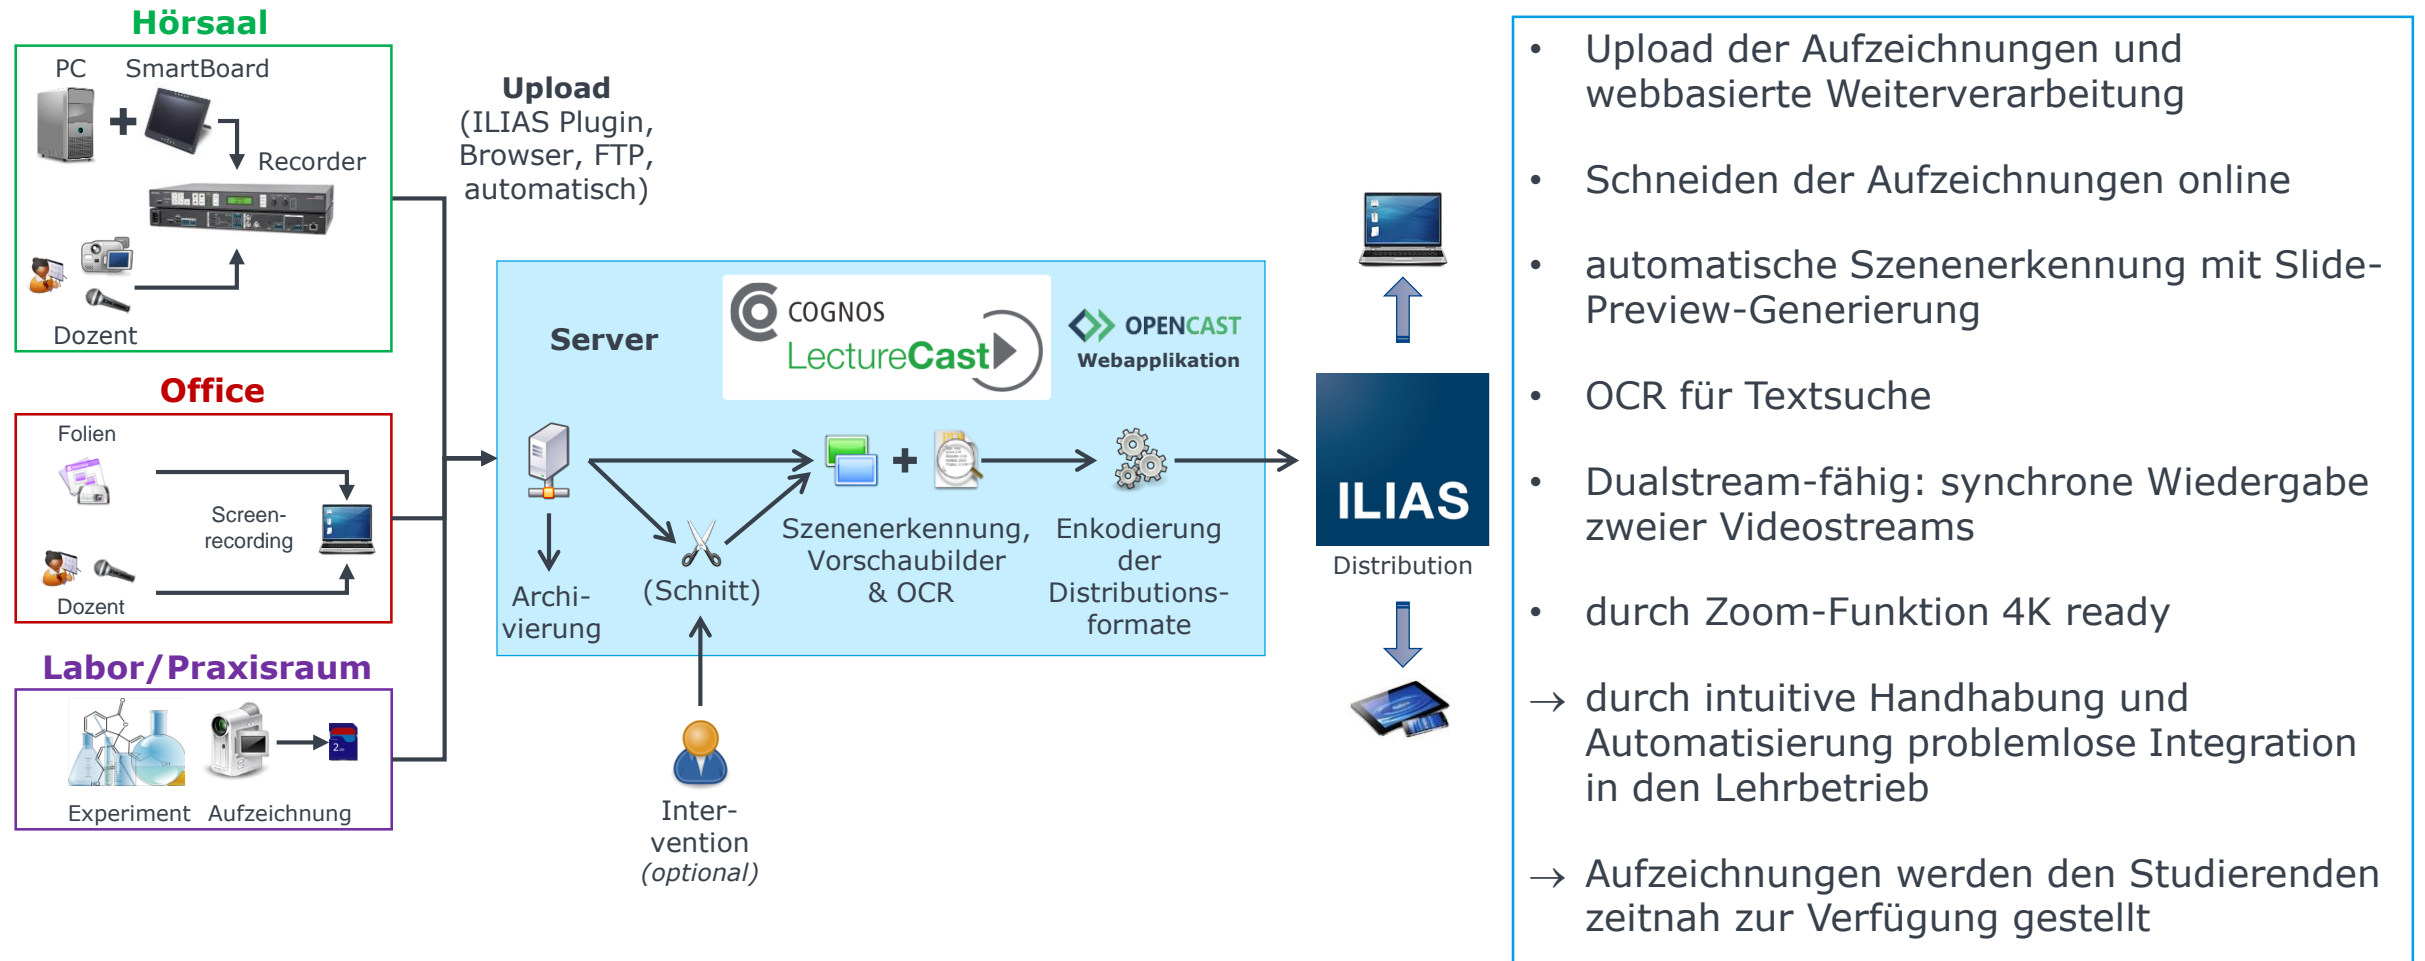 Hörsaal
PC
SmartBoard
Recorder
Dozent
Office
Folien
Screen-
recording
Dozent
Labor/Praxisraum
Experiment
Aufzeichnung
Upload
(ILIAS Plugin,
Browser, FTP,
automatisch)
Server
COGNOS
LectureCast
OPENCAST
Webapplikation
Archi-
vierung
(Schnitt)
Szenenerkennung,
Vorschaubilder
& OCR
Enkodierung
der
Distributions-
formate
Inter-
vention
(optional)
ILIAS
Distribution
• Upload der Aufzeichnungen und
webbasierte Weiterverarbeitung
• Schneiden der Aufzeichnungen online
• automatische Szenenerkennung mit Slide-
Preview-Generierung
• OCR für Textsuche
• Dualstream-fähig: synchrone Wiedergabe
zweier Videostreams
• durch Zoom-Funktion 4K ready
→ durch intuitive Handhabung und
Automatisierung problemlose Integration
in den Lehrbetrieb
→ Aufzeichnungen werden den Studierenden
zeitnah zur Verfügung gestellt